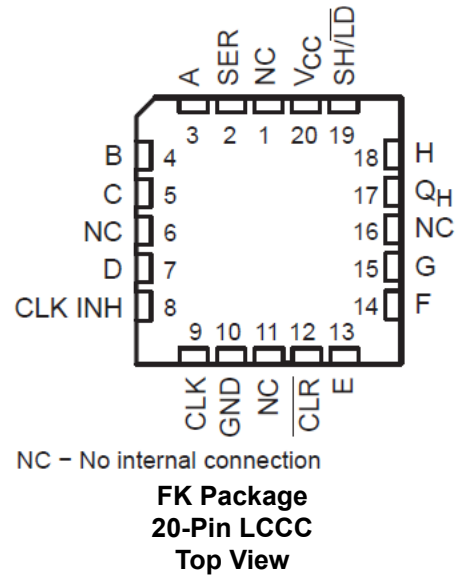 A SER NC VCC SH/L̅D̅
3 2 1 20 19
B 4 18 H
C 5 17 QH
NC 6 16 NC
D 7 15 G
CLK INH 8 14 F
9 10 11 12 13
CLK GND NC C̅L̅R̅ E
NC − No internal connection
FK Package
20-Pin LCCC
Top View